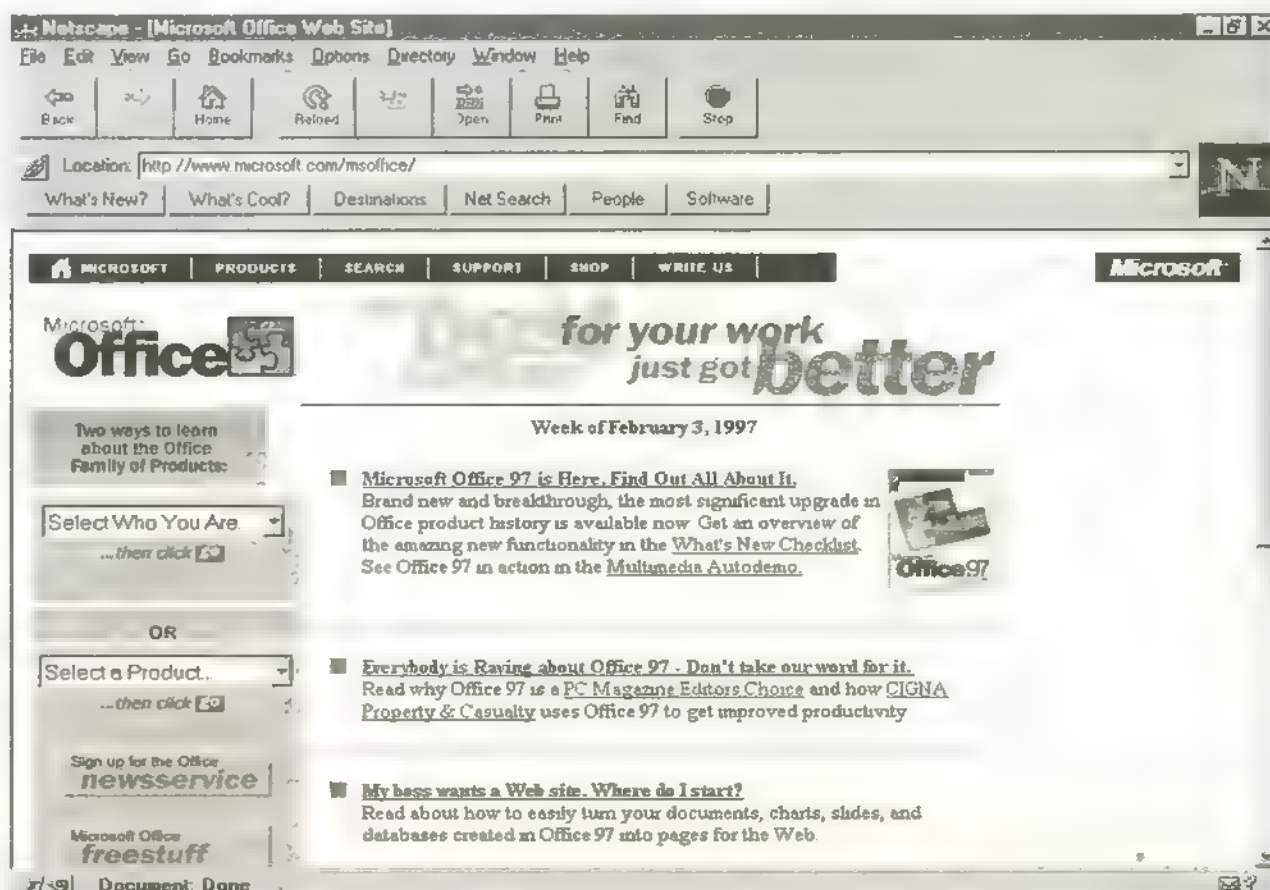 Netscape - [Microsoft Office Web Site]
File Edit View Go Bookmarks Options Directory Window Help
Back Home Reload Open Print Find Stop
Location: http://www.microsoft.com/msoffice/
What's New? What's Cool? Destinations Net Search People Software
N
MICROSOFT PRODUCTS SEARCH SUPPORT SHOP WRITE US
Microsoft
Microsoft
Office
for your work
just got better
Two ways to learn
about the Office
Family of Products:
Select Who You Are
...then click GO
OR
Select a Product...
...then click GO
Sign up for the Office
newsservice
Microsoft Office
freestuff
Week of February 3, 1997
Microsoft Office 97 is Here, Find Out All About It.
Brand new and breakthrough, the most significant upgrade in
Office product history is available now Get an overview of
the amazing new functionality in the What's New Checklist.
See Office 97 in action in the Multimedia Autodemo.
Office97
Everybody is Raving about Office 97 - Don't take our word for it.
Read why Office 97 is a PC Magazine Editors Choice and how CIGNA
Property & Casualty uses Office 97 to get improved productivity
My boss wants a Web site. Where do I start?
Read about how to easily turn your documents, charts, slides, and
databases created in Office 97 into pages for the Web.
Document: Done